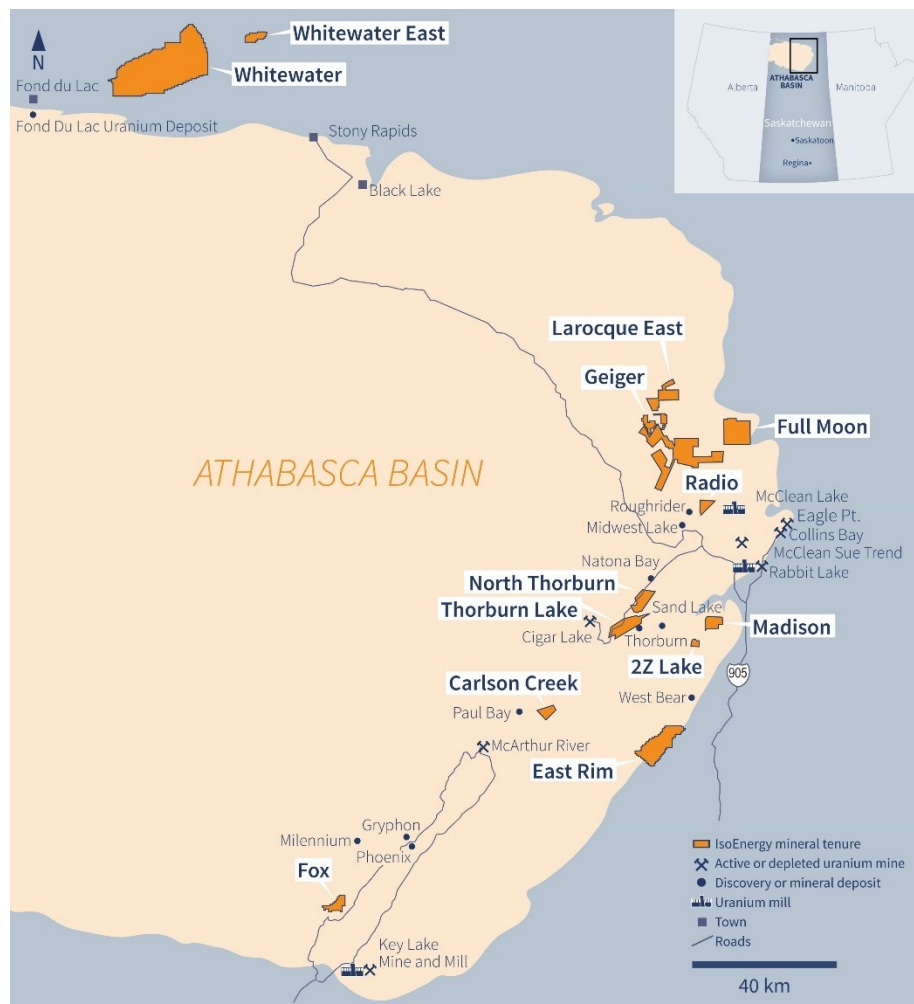 Whitewater East
Whitewater
N
Fond du Lac
Fond Du Lac Uranium Deposit
Stony Rapids
Black Lake
Alberta
ATHABASCA
BASIN
Manitoba
Saskatchewan
Saskatoon
Regina
Larocque East
Geiger
Full Moon
ATHABASCA BASIN
Radio
McClean Lake
Roughrider
Eagle Pt.
Midwest Lake
Collins Bay
McClean Sue Trend
Natona Bay
Rabbit Lake
North Thorburn
Sand Lake
Thorburn Lake
Madison
Cigar Lake
Thorburn
2Z Lake
905
Carlson Creek
West Bear
Paul Bay
McArthur River
East Rim
Gryphon
Milennium
Phoenix
Fox
Key Lake
Mine and Mill
IsoEnergy mineral tenure
Active or depleted uranium mine
Discovery or mineral deposit
Uranium mill
Town
Roads
40 km